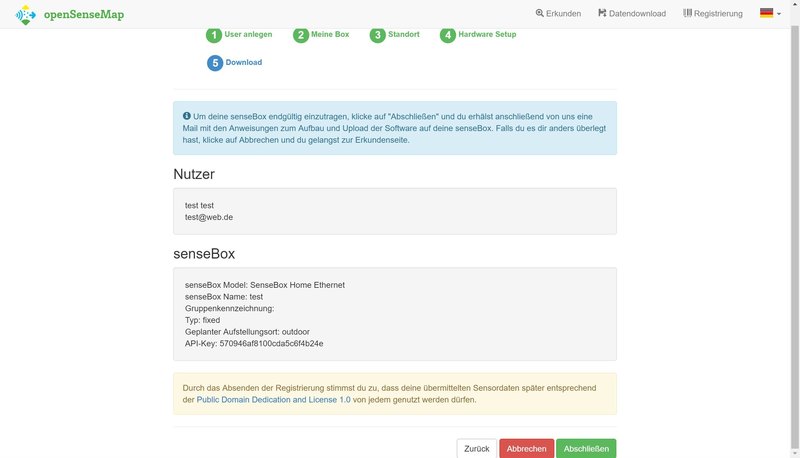 openSenseMap
Erkunden
Datendownload
Registrierung
1 User anlegen
2 Meine Box
3 Standort
4 Hardware Setup
5 Download
Um deine senseBox endgültig einzutragen, klicke auf "Abschließen" und du erhälst anschließend von uns eine
Mail mit den Anweisungen zum Aufbau und Upload der Software auf deine senseBox. Falls du es dir anders überlegt
hast, klicke auf Abbrechen und du gelangst zur Erkundenseite.
Nutzer
test test
test@web.de
senseBox
senseBox Model: SenseBox Home Ethernet
senseBox Name: test
Gruppenkennzeichnung:
Typ: fixed
Geplanter Aufstellungsort: outdoor
API-Key: 570946af8100cda5c6f4b24e
Durch das Absenden der Registrierung stimmst du zu, dass deine übermittelten Sensordaten später entsprechend
der Public Domain Dedication and License 1.0 von jedem genutzt werden dürfen.
Zurück
Abbrechen
Abschließen